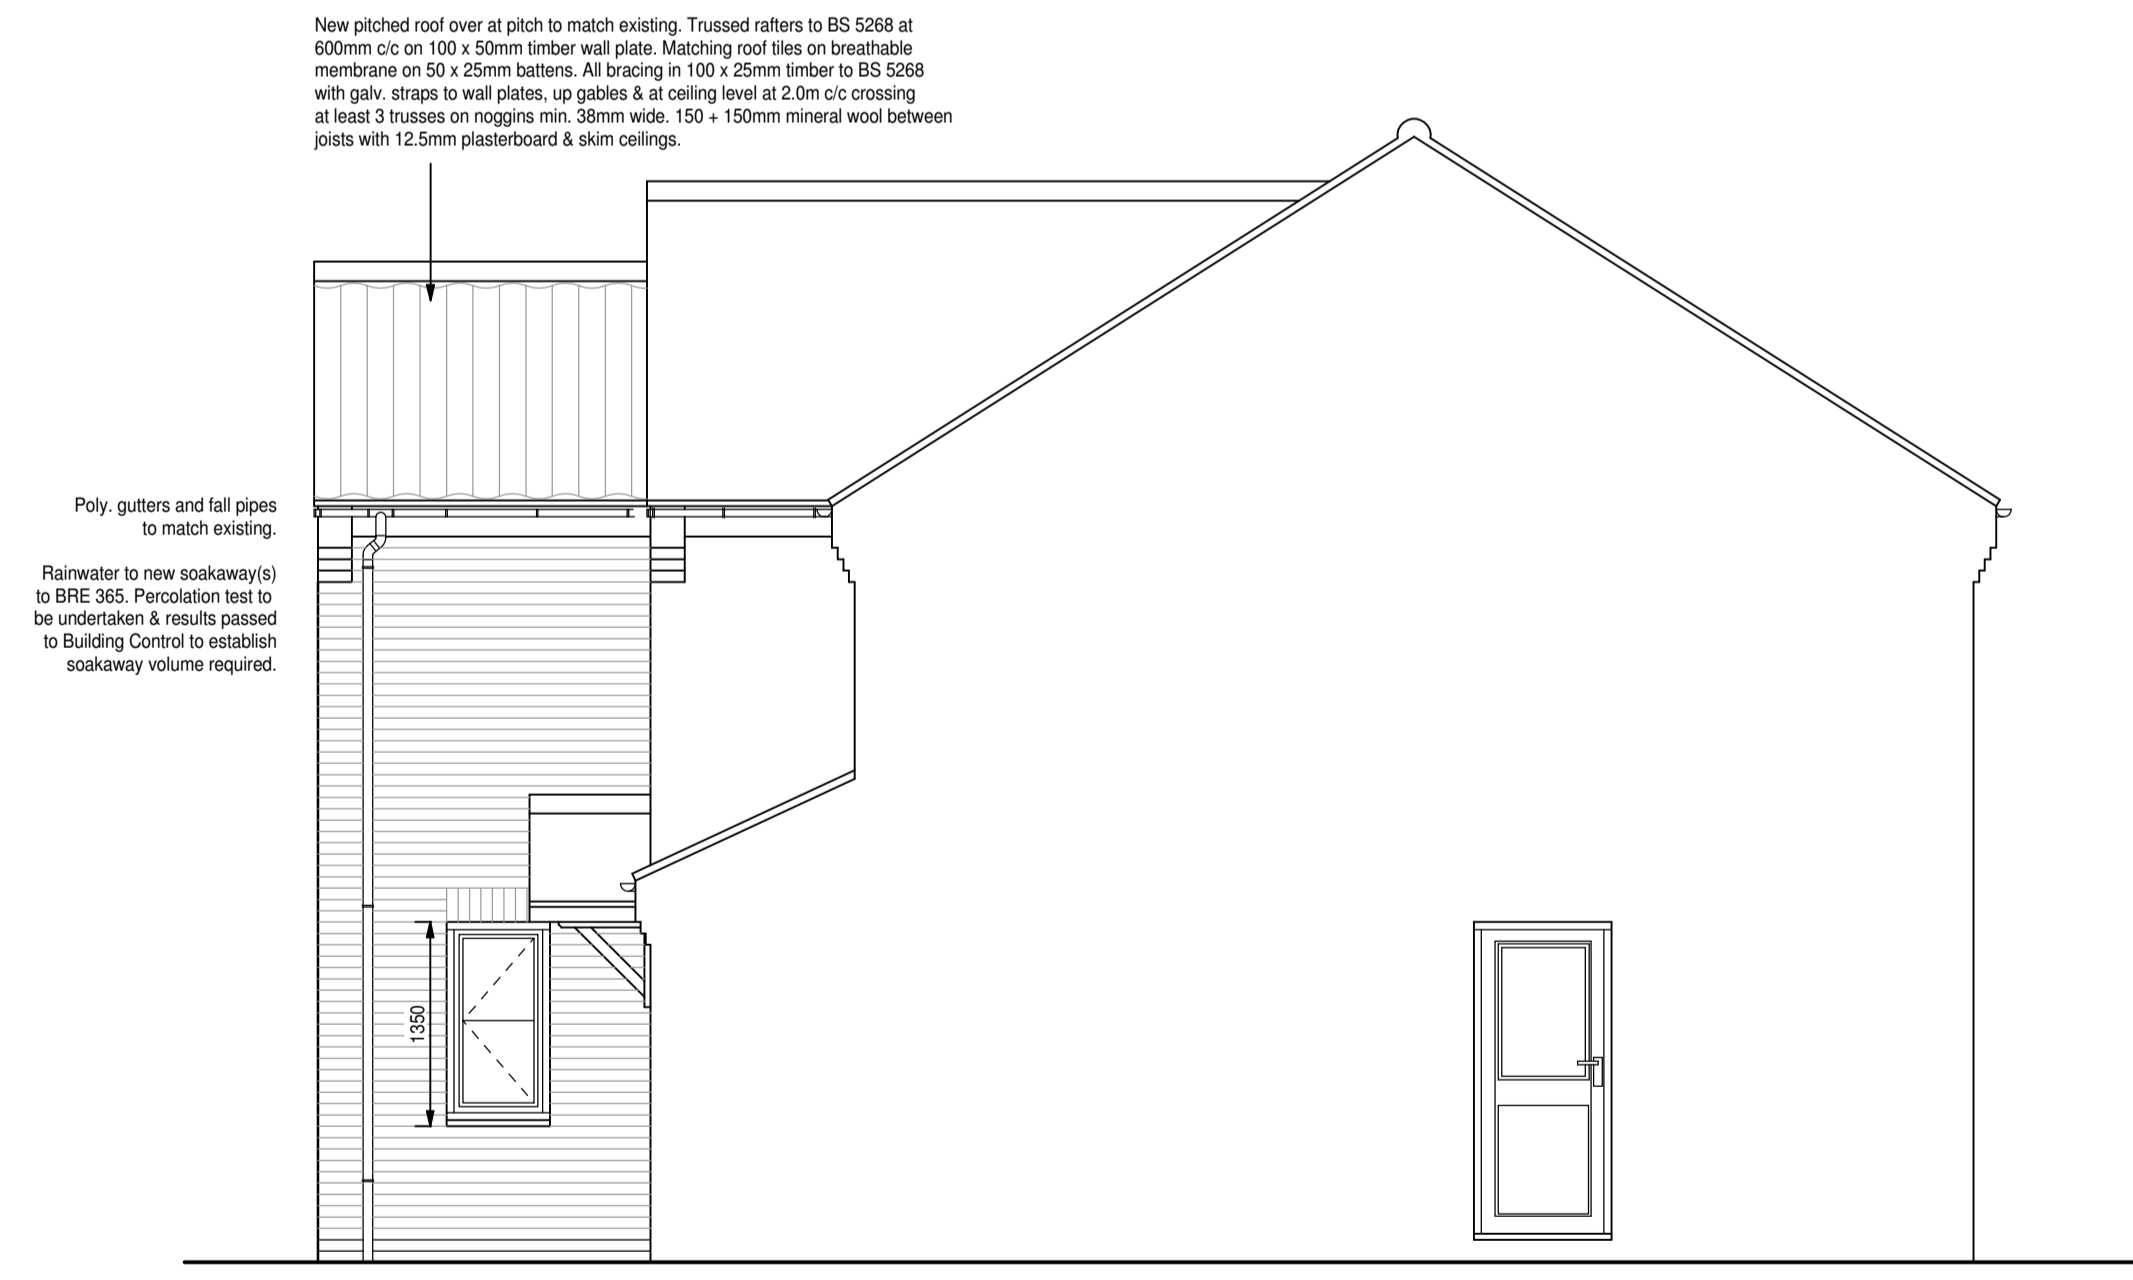 New pitched roof over at pitch to match existing. Trussed rafters to BS 5268 at
600mm c/c on 100 x 50mm timber wall plate. Matching roof tiles on breathable
membrane on 50 x 25mm battens. All bracing in 100 x 25mm timber to BS 5268
with galv. straps to wall plates, up gables & at ceiling level at 2.0m c/c crossing
at least 3 trusses on noggins min. 38mm wide. 150 + 150mm mineral wool between
joists with 12.5mm plasterboard & skim ceilings.
Poly. gutters and fall pipes
to match existing.
Rainwater to new soakaway(s)
to BRE 365. Percolation test to
be undertaken & results passed
to Building Control to establish
soakaway volume required.
1350